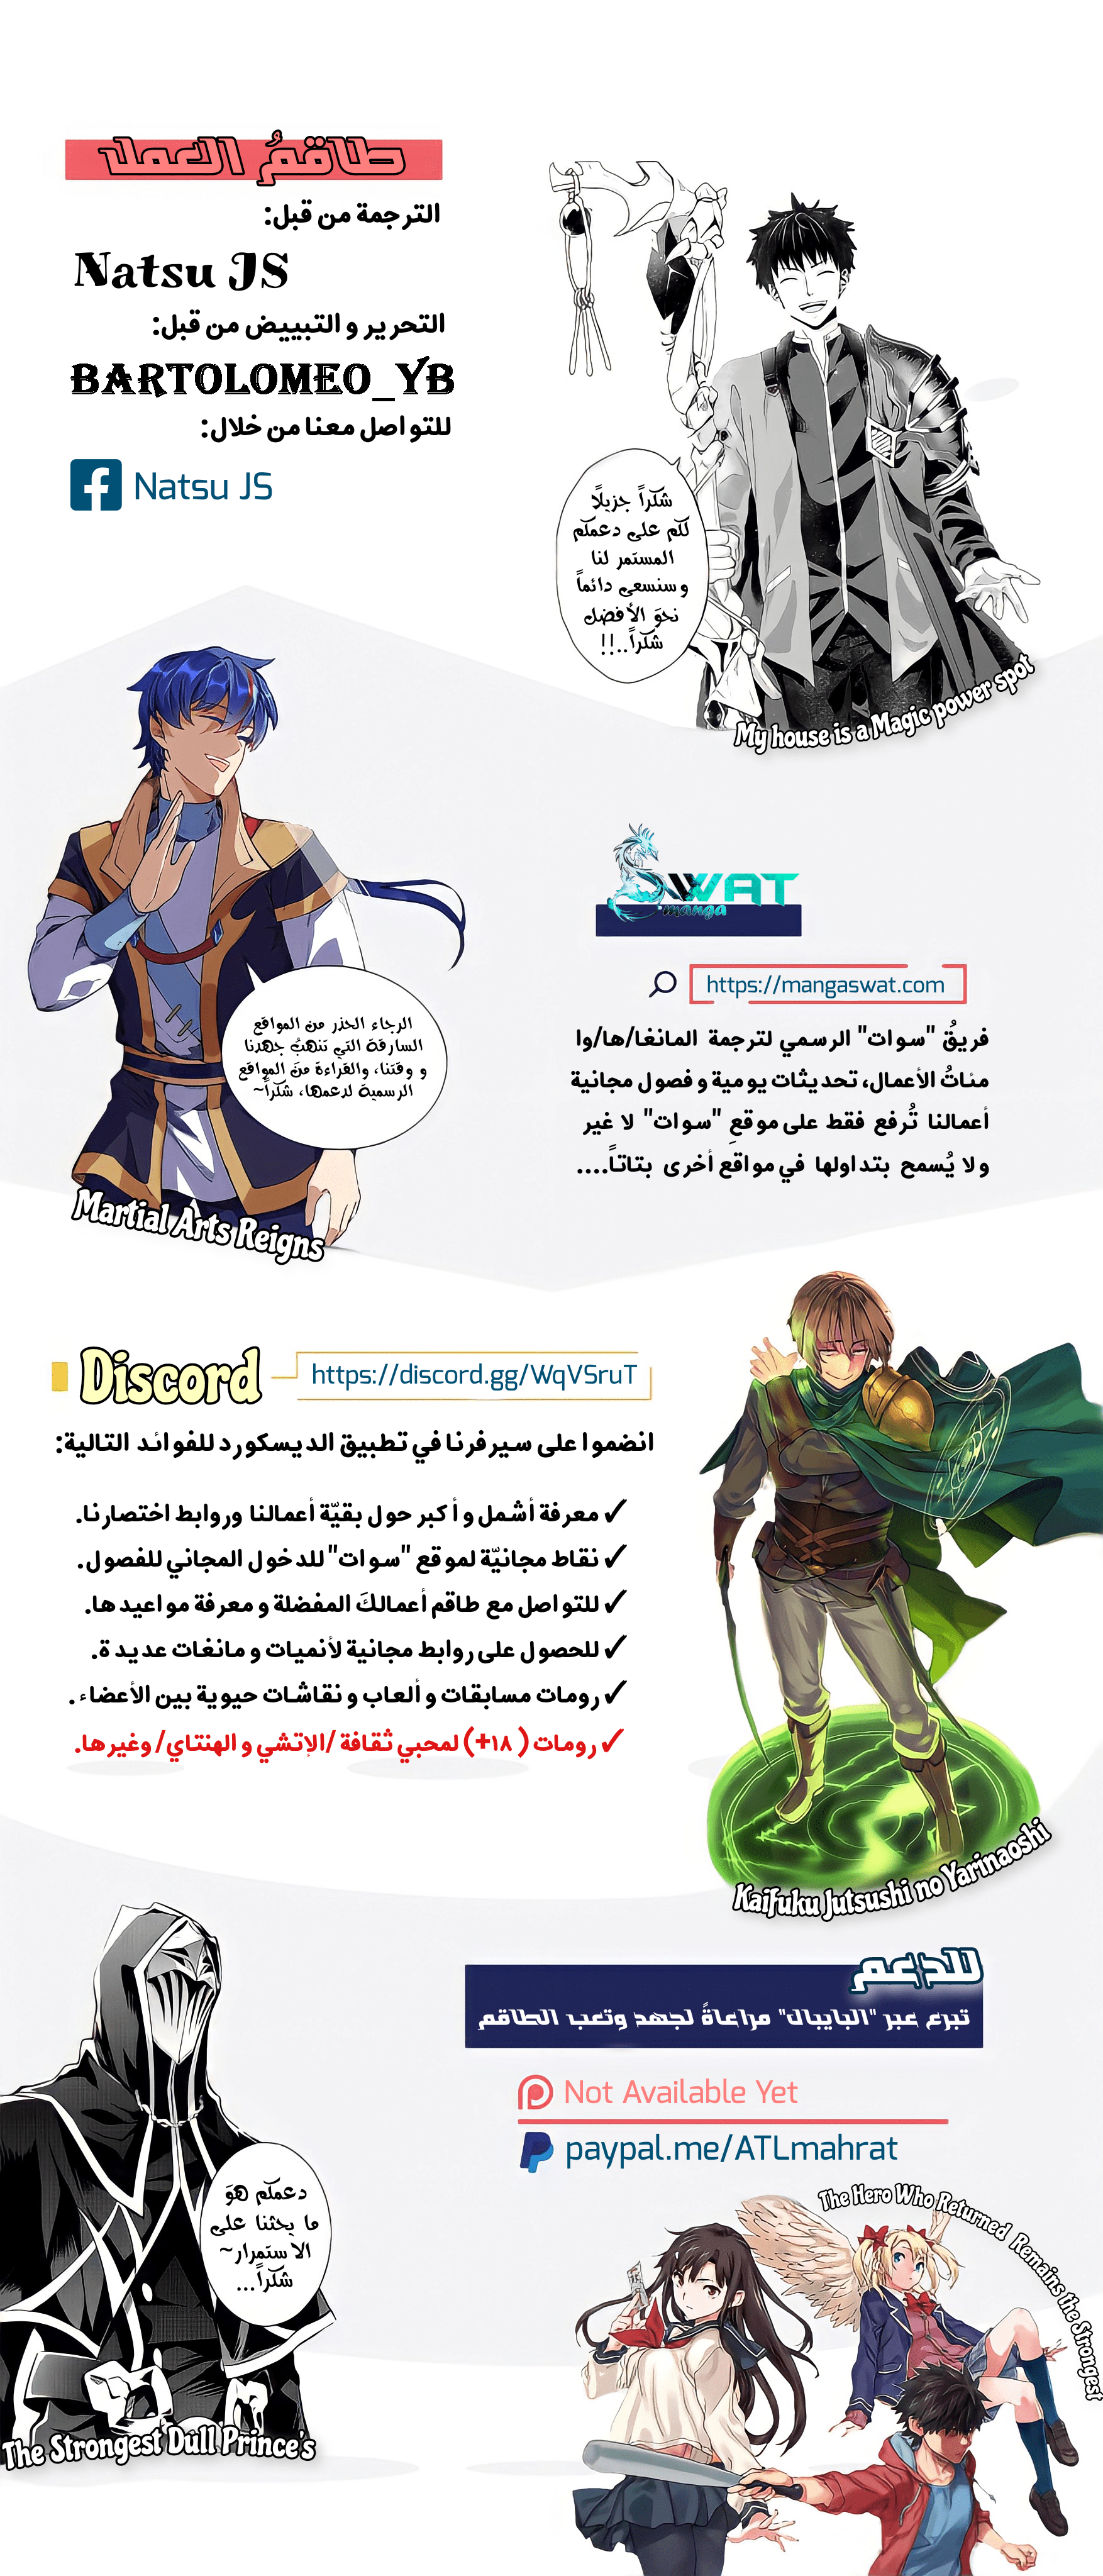 طاقمُ العمل
الترجمة من قبل:
Natsu JS
التحرير و التبييض من قبل:
BARTOLOMEO_YB
للتواصل معنا من خلال:
Natsu JS
شكراً جزيلًا
لكم على دعمكم
المستمر لنا
وسنسعى دائماً
نحوَ الأفضل
شكراً..!!
My house is a Magic power spot
الرجاء الحذر من المواقع
السارقة التي تنهبُ جهدنا
و وقتنا، والقراءة منَ المواقع
الرسمية لدعمها، شكراً~
Martial Arts Reigns
SWAT
manga
https://mangaswat.com
فريقُ "سوات" الرسمي لترجمة المانغا/ها/وا
مئاتُ الأعمال، تحديثات يومية و فصول مجانية
أعمالنا تُرفع فقط على موقعِ "سوات" لا غير
ولا يُسمح بتداولها في مواقع أخرى بتاتاً....
Discord
https://discord.gg/WqVSruT
انضموا على سيرفرنا في تطبيق الديسكورد للفوائد التالية:
✓ معرفة أشمل و أكبر حول بقيّة أعمالنا وروابط اختصارنا.
✓ نقاط مجانيّة لموقع "سوات" للدخول المجاني للفصول.
✓ للتواصل مع طاقم أعمالكَ المفضلة و معرفة مواعيدها.
✓ للحصول على روابط مجانية لأنميات و مانغات عديدة.
✓ رومات مسابقات و ألعاب و نقاشات حيوية بين الأعضاء.
✓ رومات ( ١٨+) لمحبي ثقافة /الإتشي و الهنتاي/ وغيرها.
Kaifuku Jutsushi no Yarinaoshi
للدعم
تبرع عبر "البايبال" مراعاةً لجهد وتعب الطاقم
Not Available Yet
paypal.me/ATLmahrat
دعمكم هوَ
ما يحثنا على
الاستمرار~
شكراً...
The Strongest Dull Prince's
The Hero Who Returned Remains the Strongest